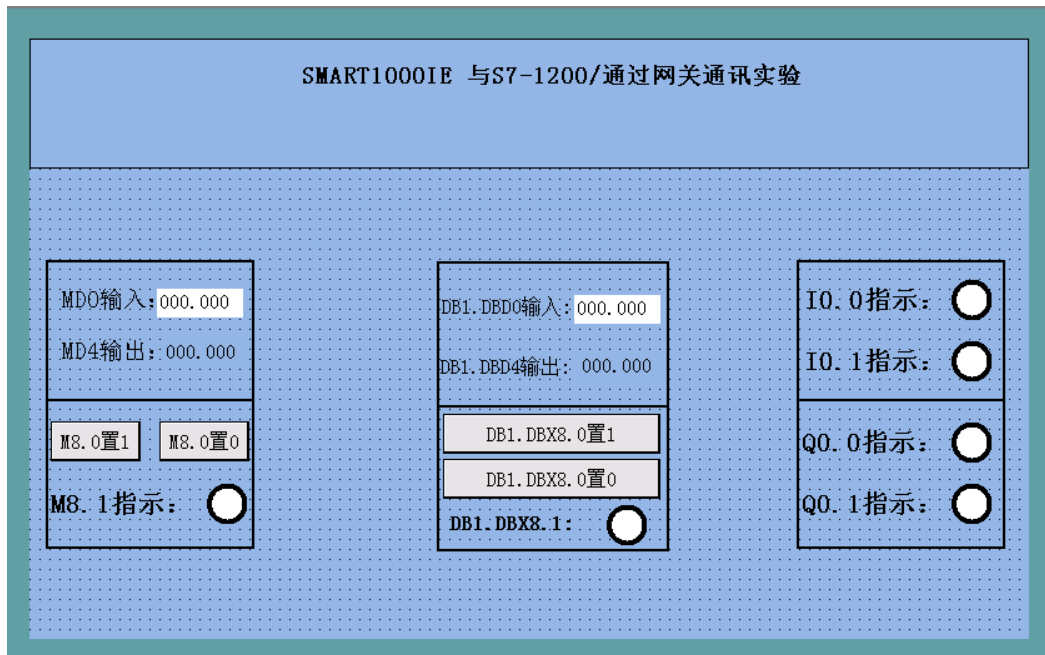 SMART1000IE 与S7-1200/通过网关通讯实验
MD0输入:000.000
MD4输出:000.000
M8.0置1 M8.0置0
M8.1指示:
DB1.DBD0输入:000.000
DB1.DBD4输出: 000.000
DB1.DBX8.0置1
DB1.DBX8.0置0
DB1.DBX8.1:
I0.0指示:
I0.1指示:
Q0.0指示:
Q0.1指示: